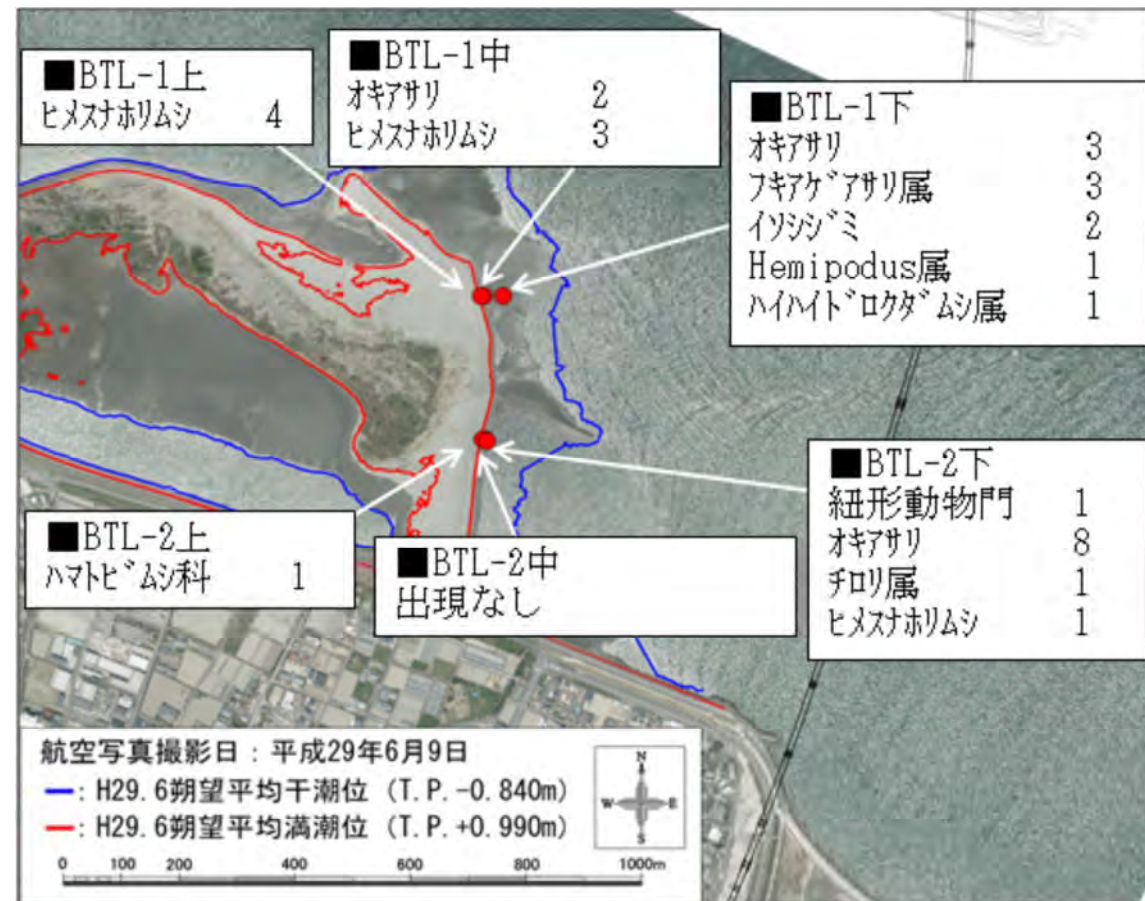 ■BTL-1上
ヒメスナホリムシ 4
■BTL-1中
オキアサリ 2
ヒメスナホリムシ 3
■BTL-1下
オキアサリ 3
フキアゲアサリ属 3
イソシジミ 2
Hemipodus属 1
ハイハイドロクダムシ属 1
■BTL-2上
ハマトビムシ科 1
■BTL-2中
出現なし
■BTL-2下
紐形動物門 1
オキアサリ 8
チロリ属 1
ヒメスナホリムシ 1
航空写真撮影日：平成29年6月9日
：H29.6朔望平均干潮位（T.P.-0.840m）
：H29.6朔望平均満潮位（T.P.+0.990m）
N
W E
S
0 100 200 400 600 800 1000m